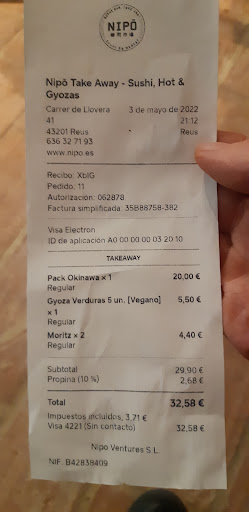 NIPŌ
Nipō Take Away - Sushi, Hot &
Gyozas
Carrer de Llovera 3 de mayo de 2022
41 21:12
43201 Reus Reus
636 32 71 93
www.nipo.es
Recibo: XbIG
Pedido: 11
Autorización: 062878
Factura simplificada: 35B88758-382
Visa Electron
ID de aplicación A0 00 00 00 03 20 10
TAKEAWAY
Pack Okinawa × 1 20,00 €
Regular
Gyoza Verduras 5 un. [Vegano] 5,50 €
× 1
Regular
Moritz × 2 4,40 €
Regular
Subtotal 29,90 €
Propina (10 %) 2,68 €
Total 32,58 €
Impuestos incluidos, 3,71 €
Visa 4221 (Sin contacto) 32,58 €
Nipo Ventures S.L.
NIF: B42838409